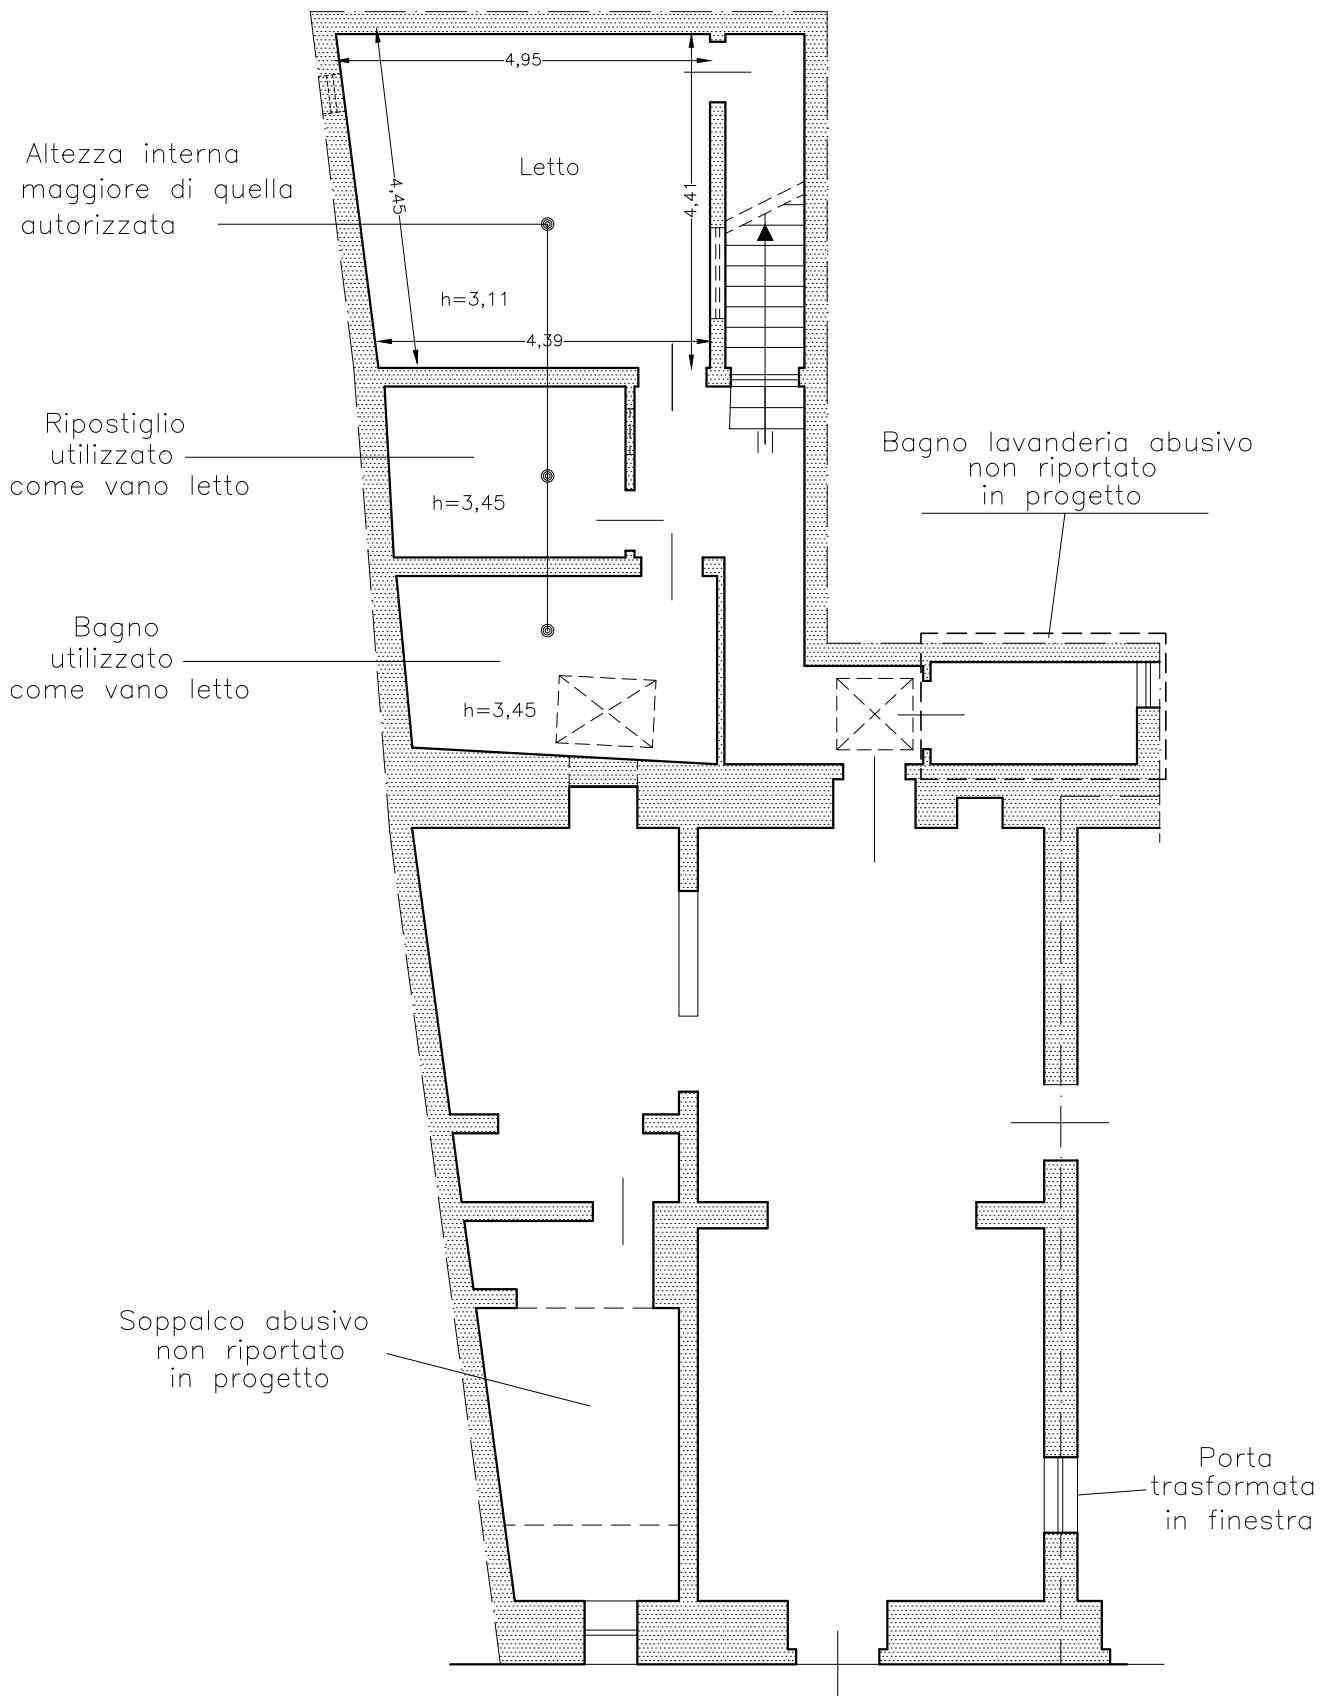 4,95
Altezza interna
maggiore di quella
autorizzata
Letto
4,45
4,41
h=3,11
4,39
Ripostiglio
utilizzato
come vano letto
h=3,45
Bagno lavanderia abusivo
non riportato
in progetto
Bagno
utilizzato
come vano letto
h=3,45
Soppalco abusivo
non riportato
in progetto
Porta
trasformata
in finestra